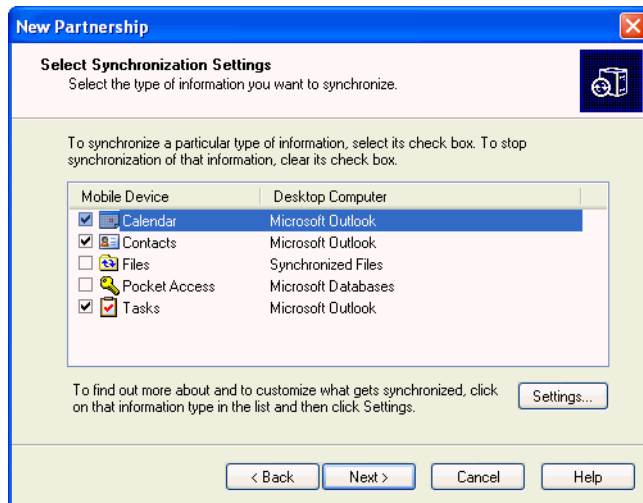 New Partnership
Select Synchronization Settings
Select the type of information you want to synchronize.
To synchronize a particular type of information, select its check box. To stop
synchronization of that information, clear its check box.
Mobile Device Desktop Computer
Calendar Microsoft Outlook
Contacts Microsoft Outlook
Files Synchronized Files
Pocket Access Microsoft Databases
Tasks Microsoft Outlook
To find out more about and to customize what gets synchronized, click
on that information type in the list and then click Settings.
Settings...
< Back Next > Cancel Help